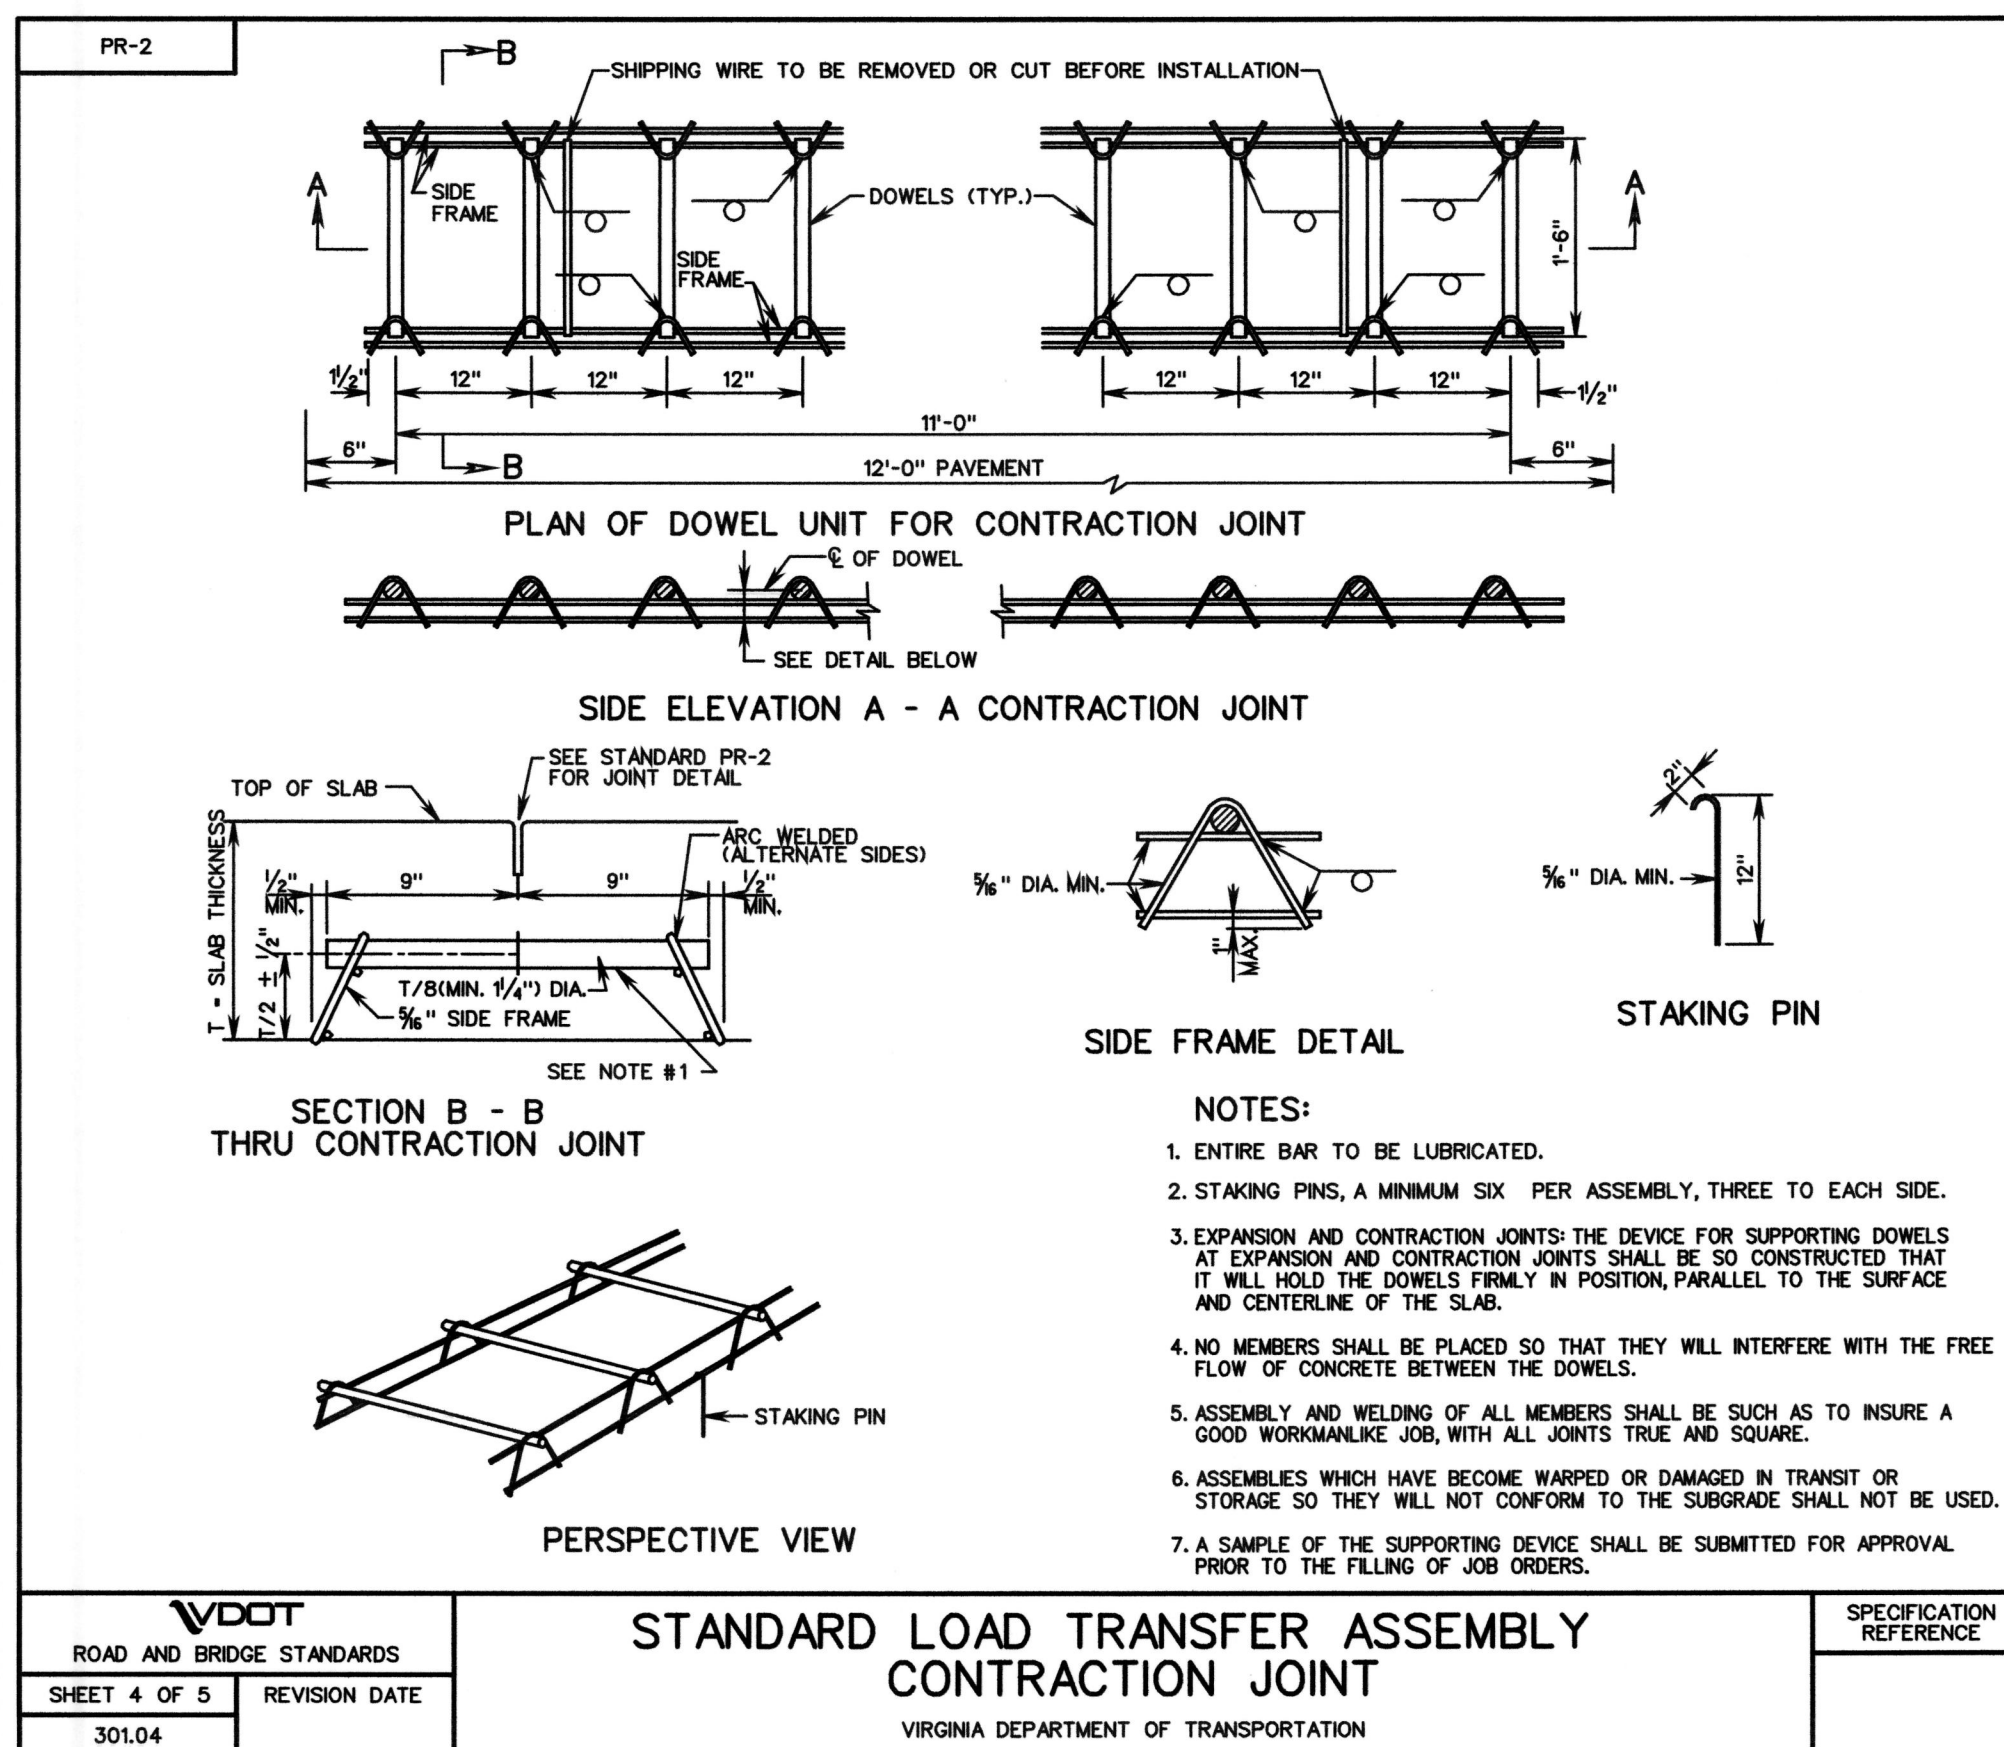 PR-2
B
SHIPPING WIRE TO BE REMOVED OR CUT BEFORE INSTALLATION
A
SIDE
FRAME
DOWELS (TYP.)
A
1'-6"
SIDE
FRAME
1½" 12" 12" 12" 12" 12" 12" 1½"
11'-0"
6" B 6"
12'-0" PAVEMENT
PLAN OF DOWEL UNIT FOR CONTRACTION JOINT
℄ OF DOWEL
SEE DETAIL BELOW
SIDE ELEVATION A - A CONTRACTION JOINT
SEE STANDARD PR-2
FOR JOINT DETAIL
TOP OF SLAB
ARC WELDED
(ALTERNATE SIDES)
T - SLAB THICKNESS
½"
MIN.
9" 9"
½"
MIN.
T/2 ± ½"
T/8(MIN. 1¼") DIA.
5/16" SIDE FRAME
SEE NOTE #1
SECTION B - B
THRU CONTRACTION JOINT
5/16" DIA. MIN.
1"
MAX.
SIDE FRAME DETAIL
2"
5/16" DIA. MIN.
12"
STAKING PIN
STAKING PIN
PERSPECTIVE VIEW
NOTES:
1. ENTIRE BAR TO BE LUBRICATED.
2. STAKING PINS, A MINIMUM SIX PER ASSEMBLY, THREE TO EACH SIDE.
3. EXPANSION AND CONTRACTION JOINTS: THE DEVICE FOR SUPPORTING DOWELS
AT EXPANSION AND CONTRACTION JOINTS SHALL BE SO CONSTRUCTED THAT
IT WILL HOLD THE DOWELS FIRMLY IN POSITION, PARALLEL TO THE SURFACE
AND CENTERLINE OF THE SLAB.
4. NO MEMBERS SHALL BE PLACED SO THAT THEY WILL INTERFERE WITH THE FREE
FLOW OF CONCRETE BETWEEN THE DOWELS.
5. ASSEMBLY AND WELDING OF ALL MEMBERS SHALL BE SUCH AS TO INSURE A
GOOD WORKMANLIKE JOB, WITH ALL JOINTS TRUE AND SQUARE.
6. ASSEMBLIES WHICH HAVE BECOME WARPED OR DAMAGED IN TRANSIT OR
STORAGE SO THEY WILL NOT CONFORM TO THE SUBGRADE SHALL NOT BE USED.
7. A SAMPLE OF THE SUPPORTING DEVICE SHALL BE SUBMITTED FOR APPROVAL
PRIOR TO THE FILLING OF JOB ORDERS.
VDOT
ROAD AND BRIDGE STANDARDS
SHEET 4 OF 5
REVISION DATE
301.04
STANDARD LOAD TRANSFER ASSEMBLY
CONTRACTION JOINT
VIRGINIA DEPARTMENT OF TRANSPORTATION
SPECIFICATION
REFERENCE